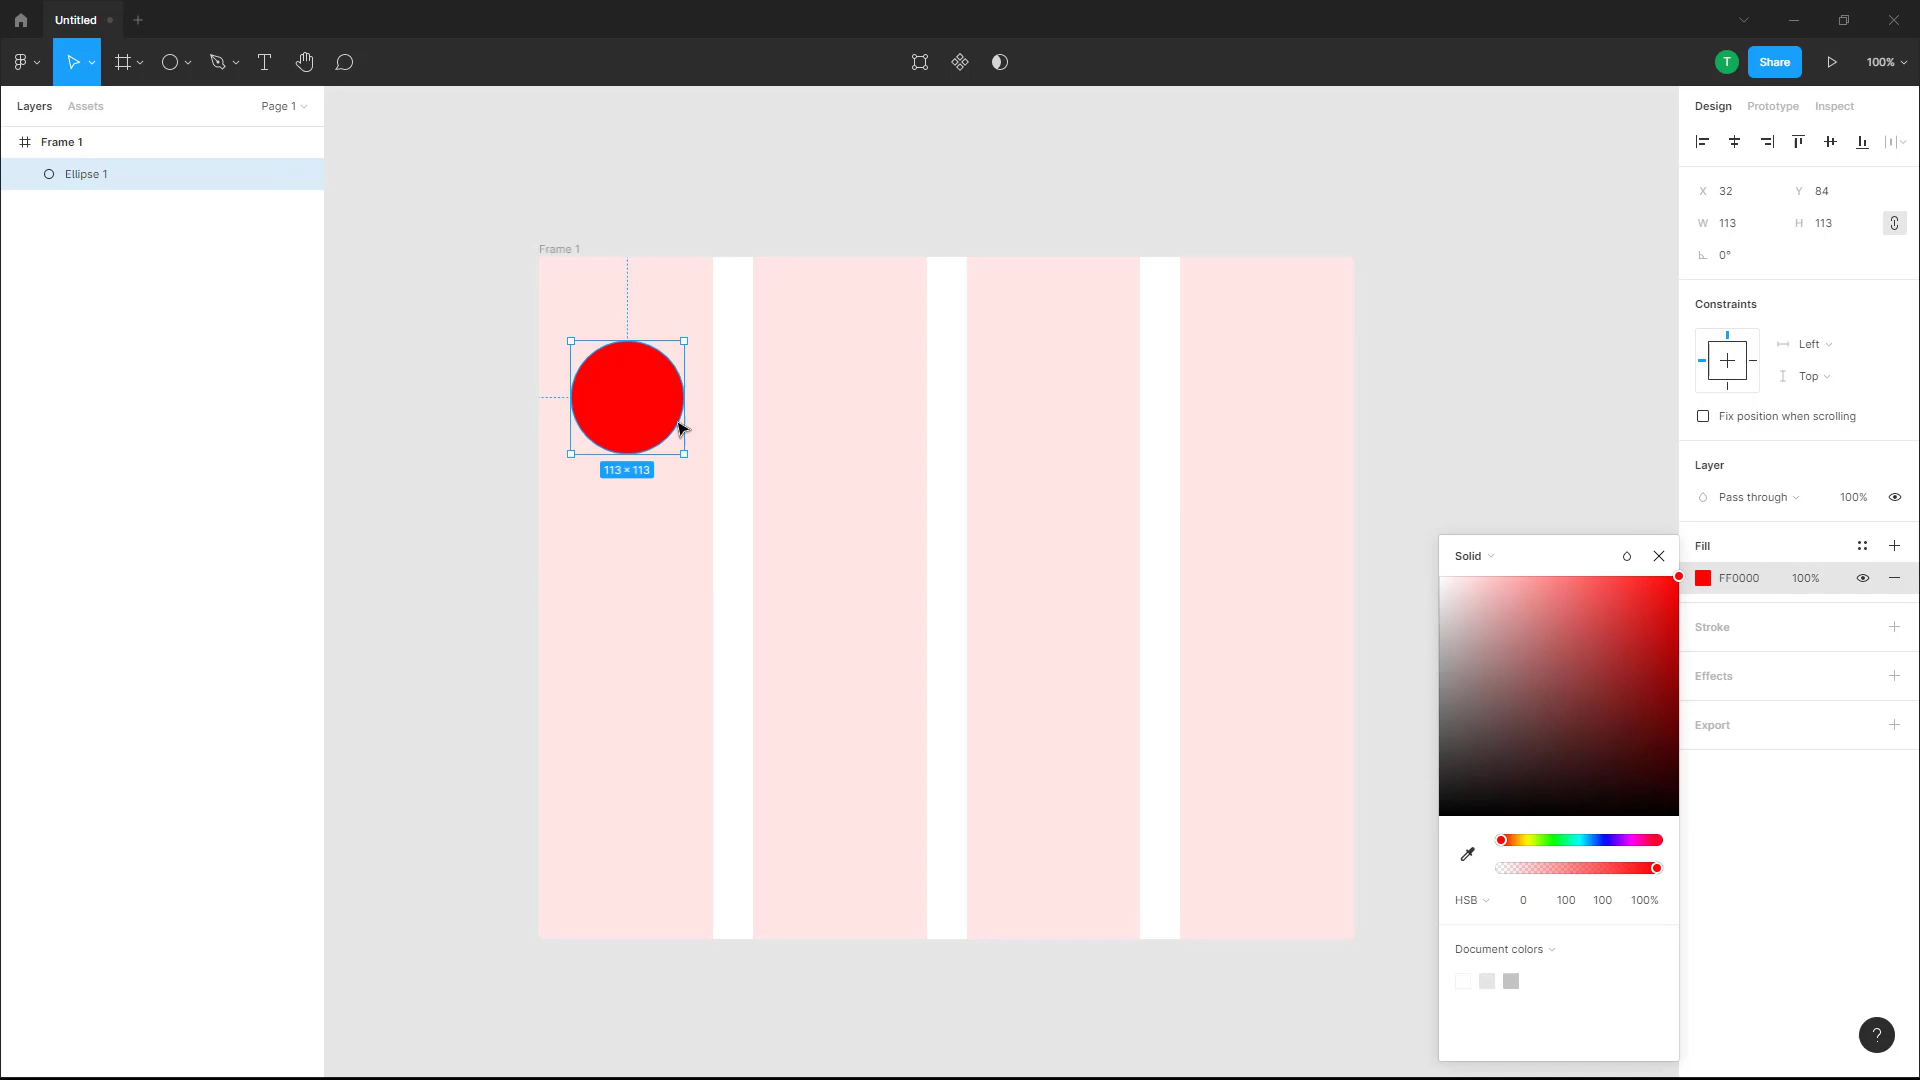 Untitled
T
Share
100%
Layers
Assets
Page 1
Design
Prototype
Inspect
Frame 1
Ellipse 1
X 32
Y 84
W 113
H 113
0°
Frame 1
Constraints
Left
Top
Fix position when scrolling
Layer
Pass through
100%
113 × 113
Solid
Fill
FF0000
100%
Stroke
Effects
Export
HSB
0
100
100
100%
Document colors
?